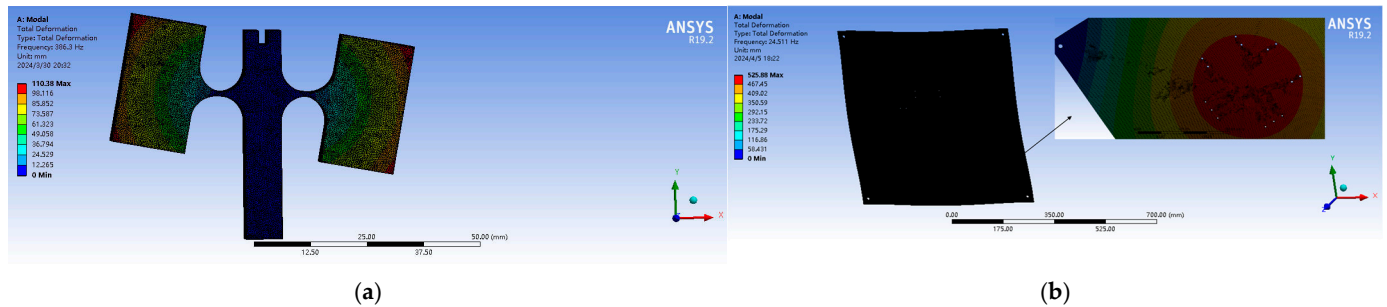 A: Modal
Total Deformation
Type: Total Deformation
Frequency: 386.3 Hz
Unit: mm
2024/3/30 20:32
110.38 Max
98.116
85.852
73.587
61.323
49.058
36.794
24.529
12.265
0 Min
ANSYS
R19.2
Y
X
0.00
25.00
50.00 (mm)
12.50
37.50
(a)
A: Modal
Total Deformation
Type: Total Deformation
Frequency: 24.511 Hz
Unit: mm
2024/4/5 18:22
525.88 Max
467.45
409.02
350.59
292.15
233.72
175.29
116.86
58.431
0 Min
ANSYS
R19.2
Y
X
Z
0.00
350.00
700.00 (mm)
175.00
525.00
(b)